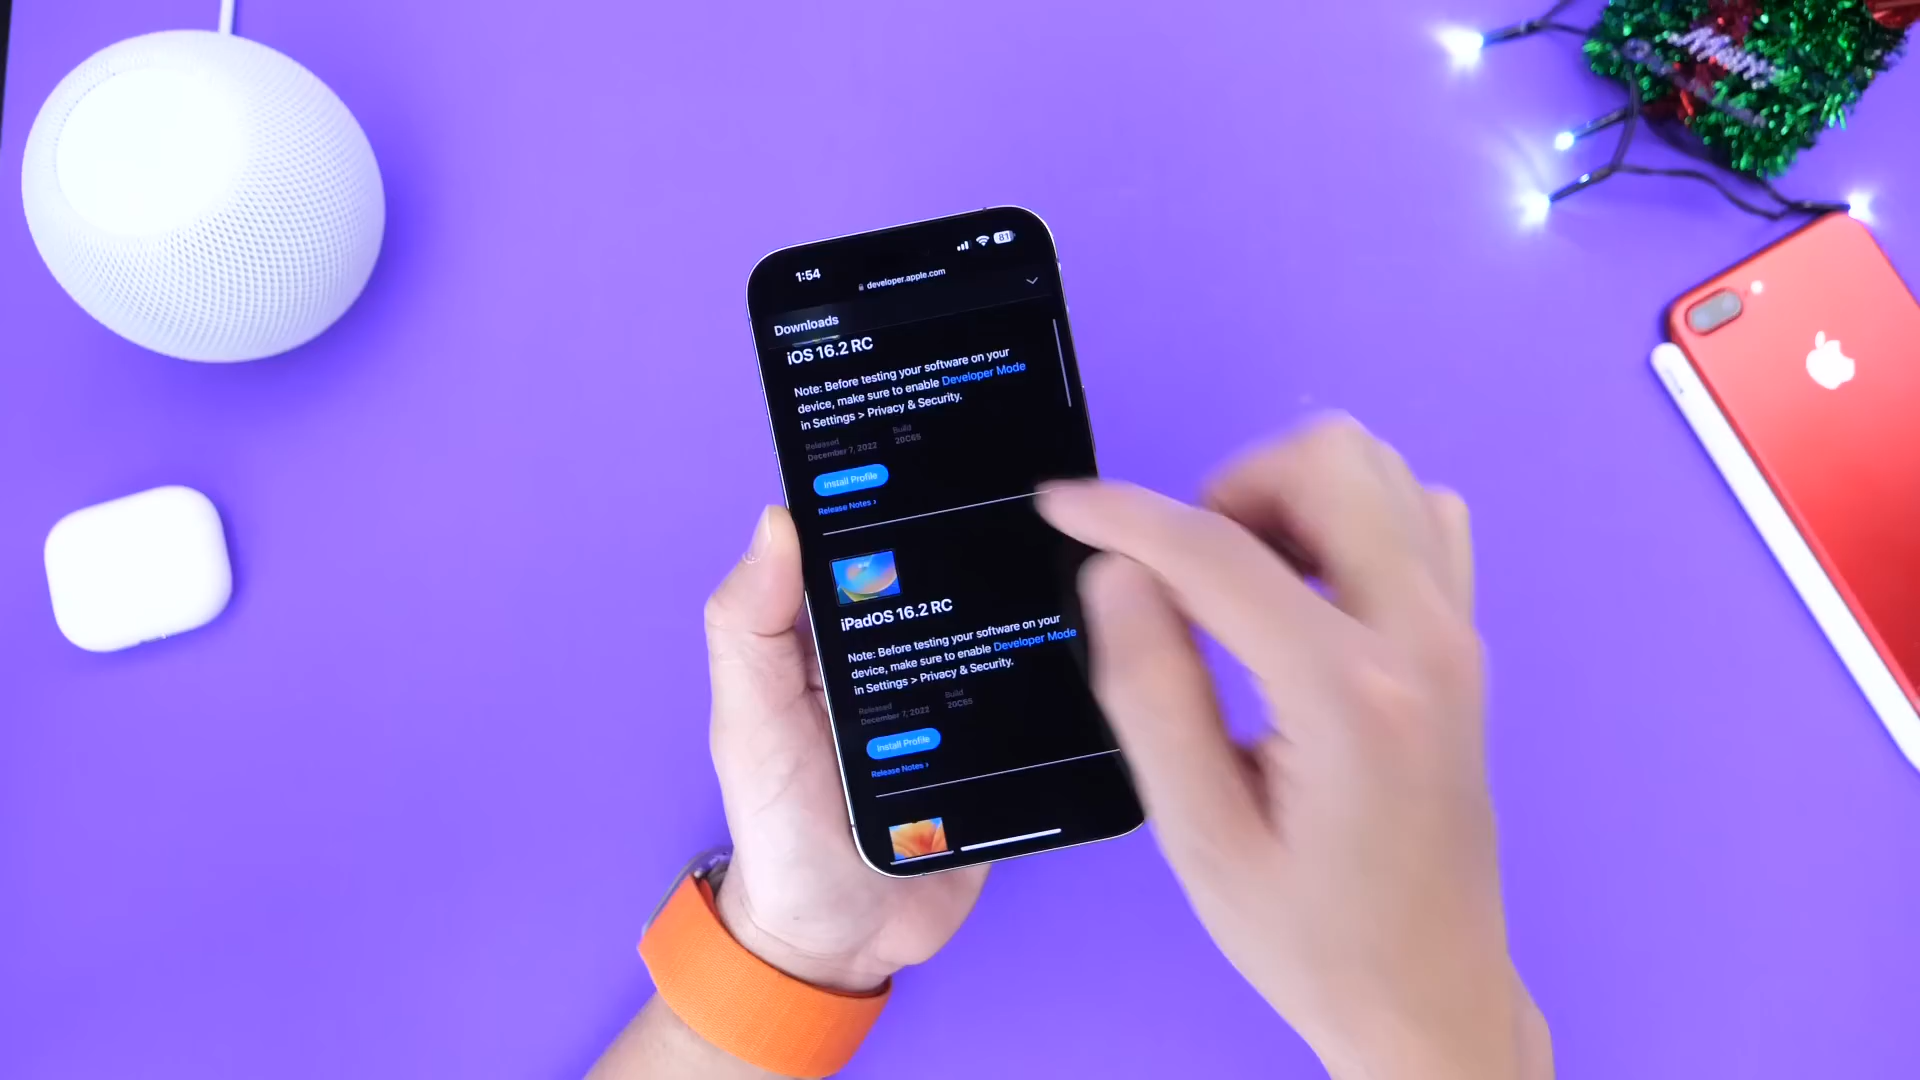 Merry
1:54
81
developer.apple.com
Downloads
iOS 16.2 RC
Note: Before testing your software on your
device, make sure to enable Developer Mode
in Settings > Privacy & Security.
Released Build
December 7, 2022 20C65
Install Profile
Release Notes ›
iPadOS 16.2 RC
Note: Before testing your software on your
device, make sure to enable Developer Mode
in Settings > Privacy & Security.
Released Build
December 7, 2022 20C65
Install Profile
Release Notes ›